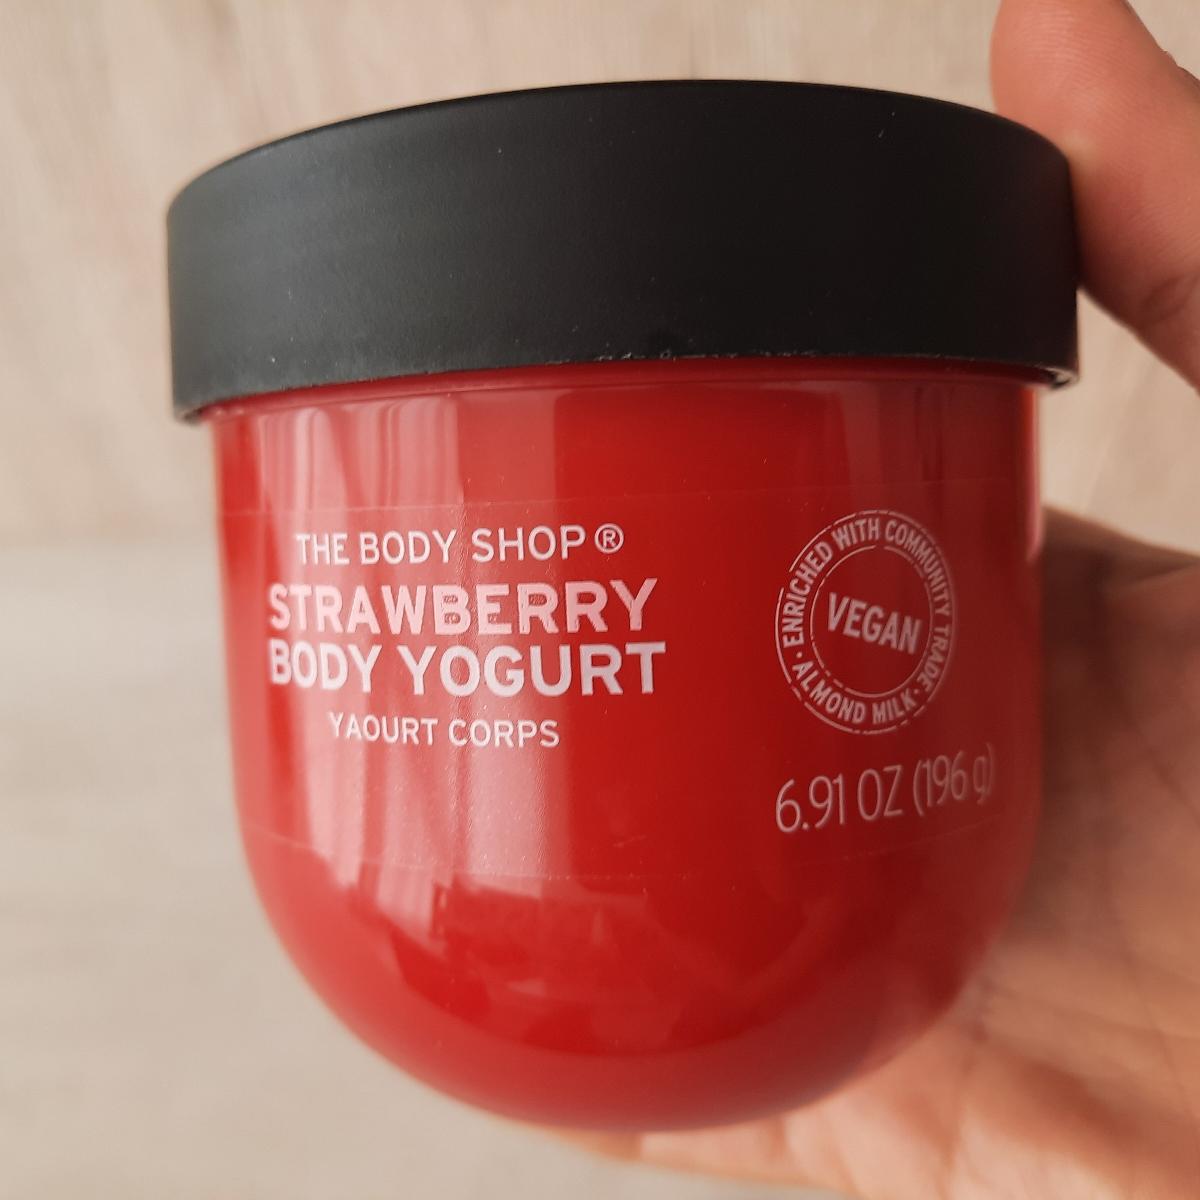 THE BODY SHOP®
STRAWBERRY
BODY YOGURT
YAOURT CORPS
• ENRICHED WITH COMMUNITY TRADE • ALMOND MILK
VEGAN
6.91 OZ (196 g)